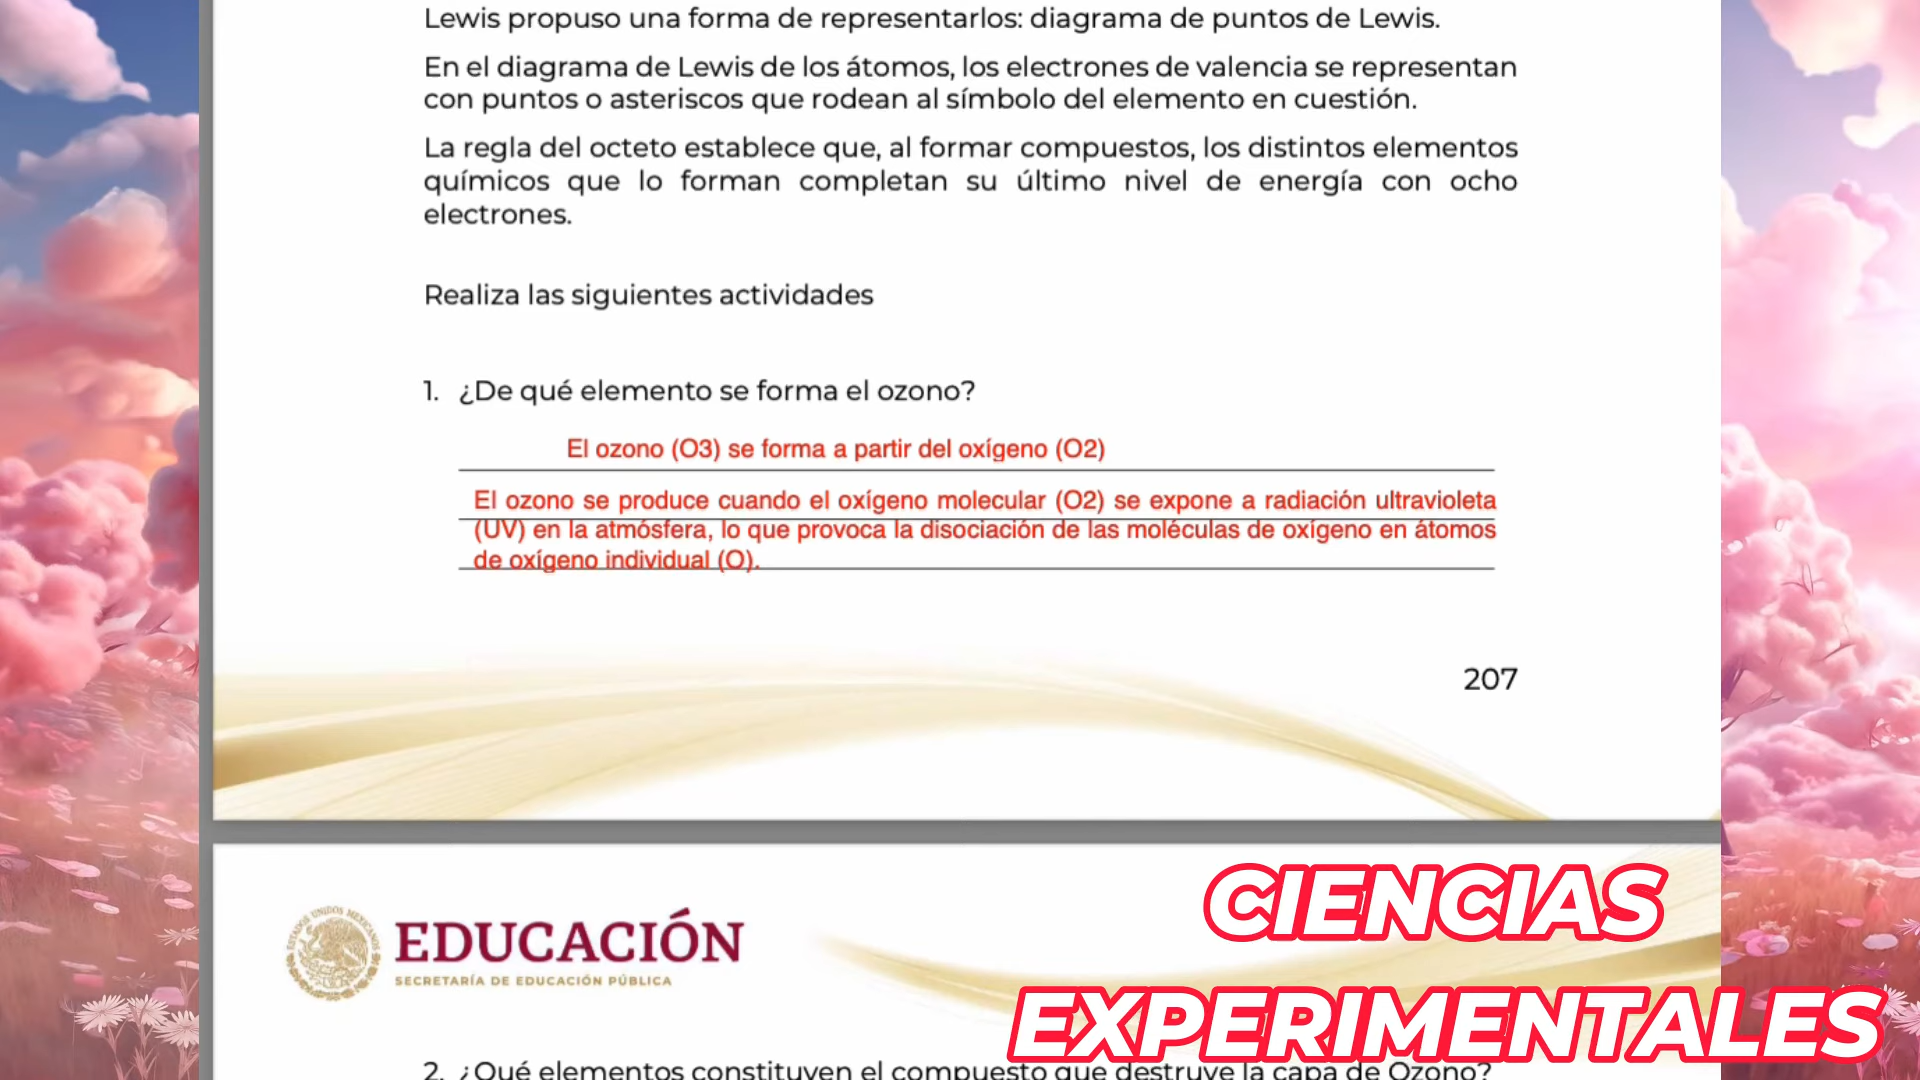 Lewis propuso una forma de representarlos: diagrama de puntos de Lewis.
En el diagrama de Lewis de los átomos, los electrones de valencia se representan
con puntos o asteriscos que rodean al símbolo del elemento en cuestión.
La regla del octeto establece que, al formar compuestos, los distintos elementos
químicos que lo forman completan su último nivel de energía con ocho
electrones.
Realiza las siguientes actividades
1. ¿De qué elemento se forma el ozono?
El ozono (O3) se forma a partir del oxígeno (O2)
El ozono se produce cuando el oxígeno molecular (O2) se expone a radiación ultravioleta
(UV) en la atmósfera, lo que provoca la disociación de las moléculas de oxígeno en átomos
de oxígeno individual (O).
207
ESTADOS UNIDOS MEXICANOS
EDUCACIÓN
SECRETARÍA DE EDUCACIÓN PÚBLICA
CIENCIAS
EXPERIMENTALES
2. ¿Qué elementos constituyen el compuesto que destruye la capa de Ozono?